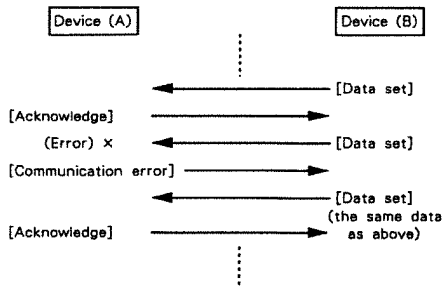 Device (A) Device (B)
[Data set]
[Acknowledge]
(Error) × [Data set]
[Communication error]
[Data set]
(the same data
[Acknowledge] as above)